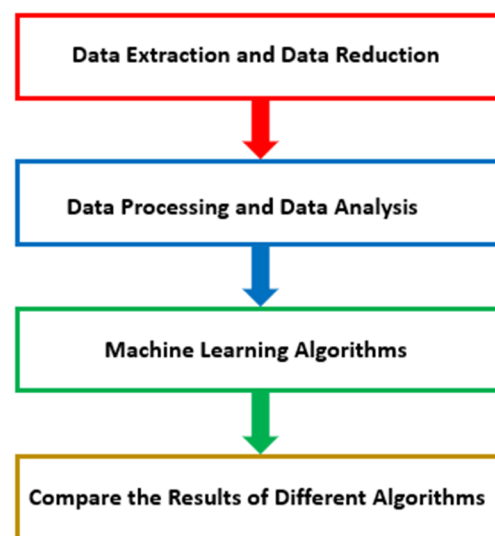 Data Extraction and Data Reduction
Data Processing and Data Analysis
Machine Learning Algorithms
Compare the Results of Different Algorithms